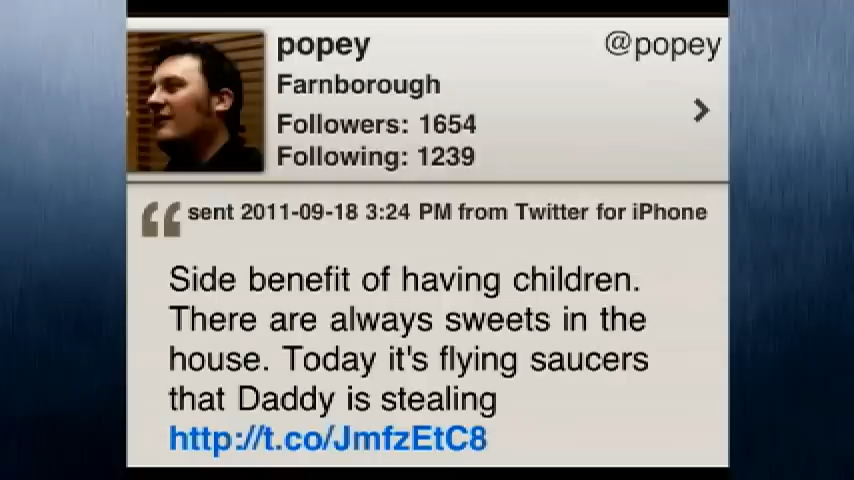 popey
@popey
Farnborough
Followers: 1654
Following: 1239
sent 2011-09-18 3:24 PM from Twitter for iPhone
Side benefit of having children.
There are always sweets in the
house. Today it's flying saucers
that Daddy is stealing
http://t.co/JmfzEtC8